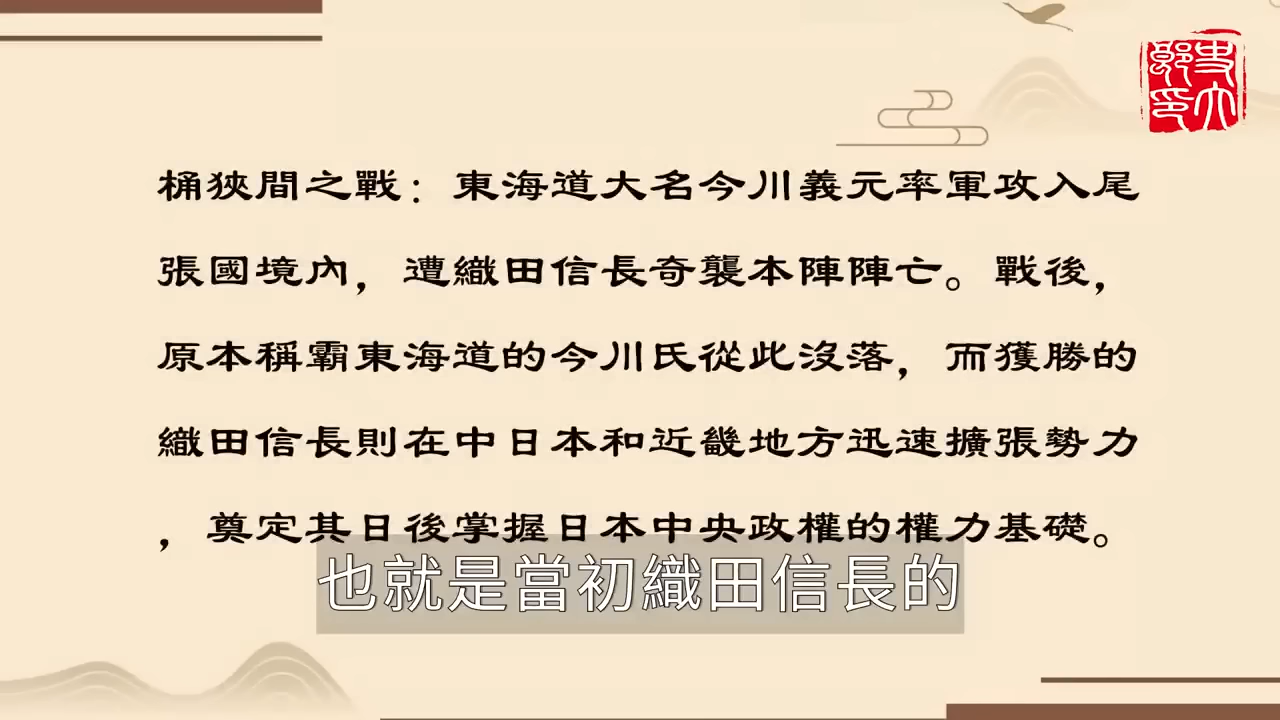 桶狹間之戰：東海道大名今川義元率軍攻入尾
張國境內，遭織田信長奇襲本陣陣亡。戰後，
原本稱霸東海道的今川氏從此沒落，而獲勝的
織田信長則在中日本和近畿地方迅速擴張勢力
，奠定其日後掌握日本中央政權的權力基礎。
也就是當初織田信長的